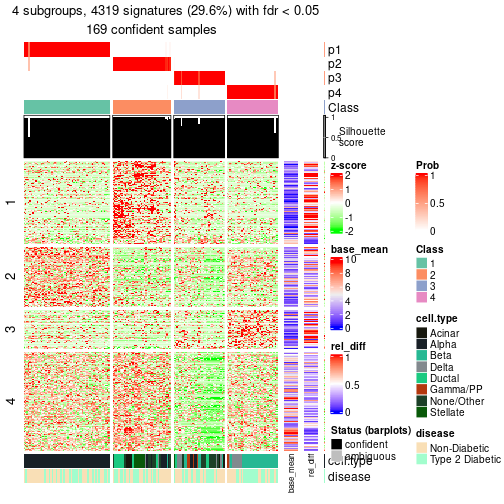 4 subgroups, 4319 signatures (29.6%) with fdr < 0.05
169 confident samples
p1
p2
p3
p4
Class
1
0.5
0
Silhouette
score
1
2
3
4
z-score
2
1
0
-1
-2
base_mean
10
5
0
rel_diff
1
0.5
0
Status (barplots)
confident
ambiguous
Prob
1
0.5
0
Class
1
2
3
4
cell.type
Acinar
Alpha
Beta
Delta
Ductal
Gamma/PP
None/Other
Stellate
disease
Non-Diabetic
Type 2 Diabetic
cell.type
disease
base_mean
rel_diff